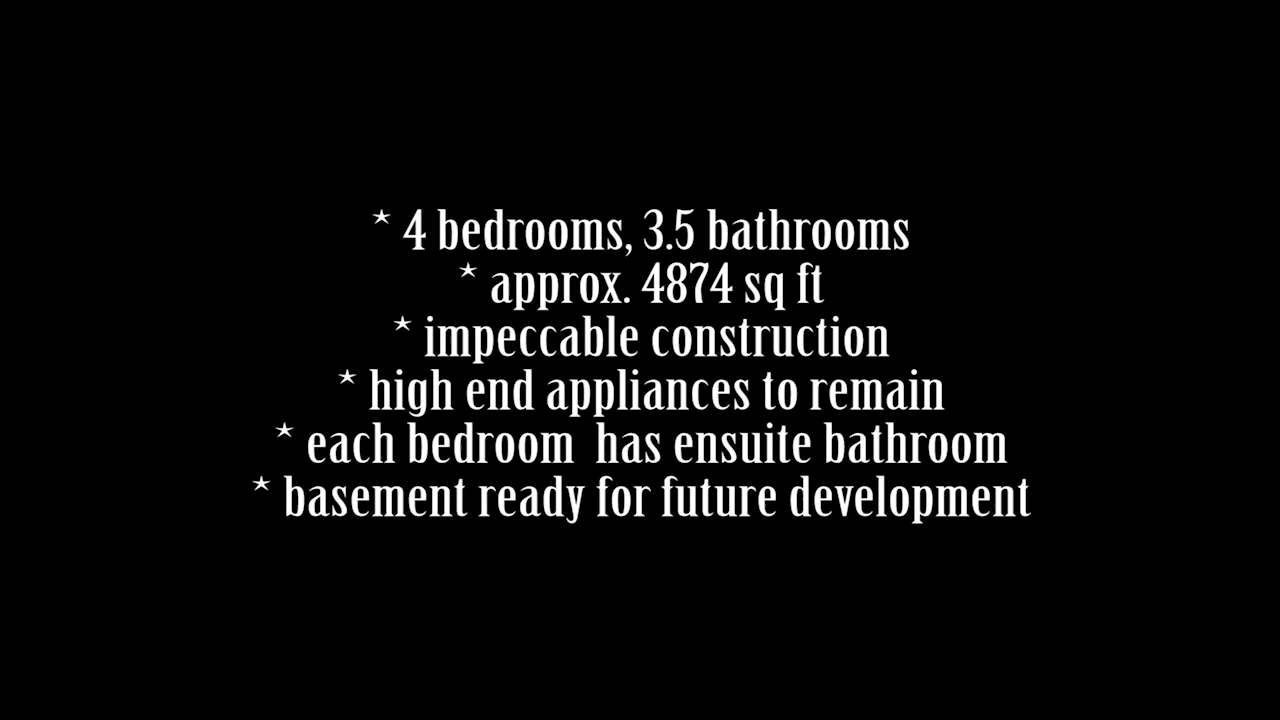 * 4 bedrooms, 3.5 bathrooms
* approx. 4874 sq ft
* impeccable construction
* high end appliances to remain
* each bedroom  has ensuite bathroom
* basement ready for future development